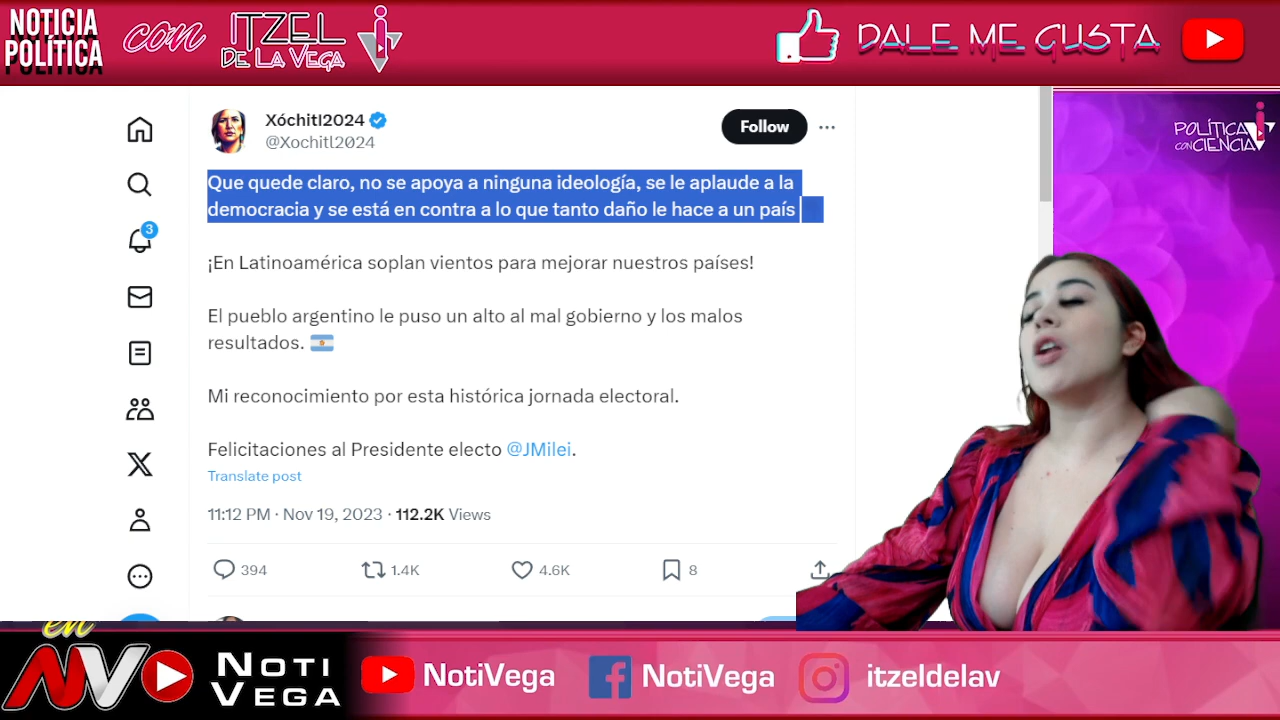 NOTICIA
POLÍTICA
con
ITZEL
DE LA VEGA
DALE ME GUSTA
POLÍTICA
CON CIENCIA
Xóchitl2024
@Xochitl2024
Follow
3
Que quede claro, no se apoya a ninguna ideología, se le aplaude a la
democracia y se está en contra a lo que tanto daño le hace a un país
¡En Latinoamérica soplan vientos para mejorar nuestros países!
El pueblo argentino le puso un alto al mal gobierno y los malos
resultados.
Mi reconocimiento por esta histórica jornada electoral.
Felicitaciones al Presidente electo @JMilei.
Translate post
11:12 PM · Nov 19, 2023 · 112.2K Views
394 1.4K 4.6K 8
en
NV
NOTI
VEGA
NotiVega NotiVega itzeldelav